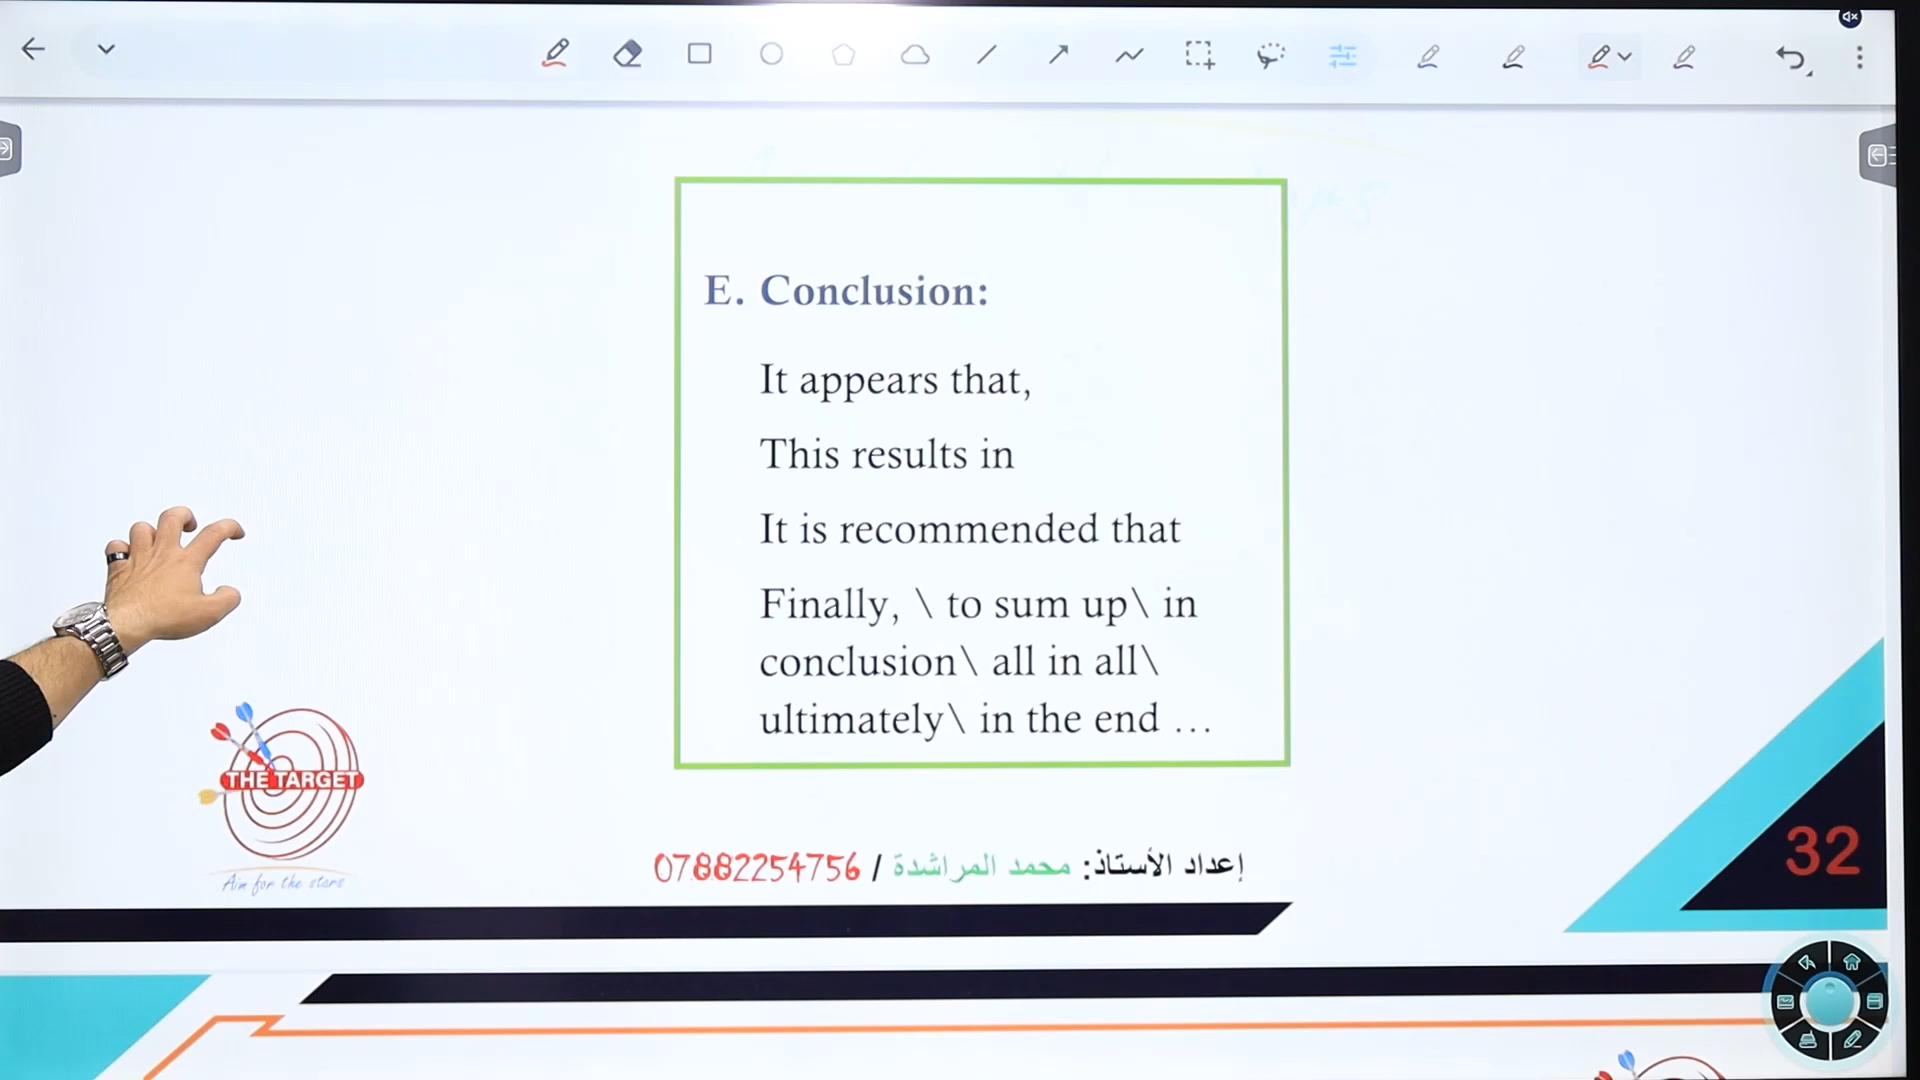 E. Conclusion:
It appears that,
This results in
It is recommended that
Finally, \ to sum up\ in
conclusion\ all in all\
ultimately\ in the end ...
THE TARGET
Aim for the stars
إعداد الأستاذ: محمد المراشدة / 07882254756
32